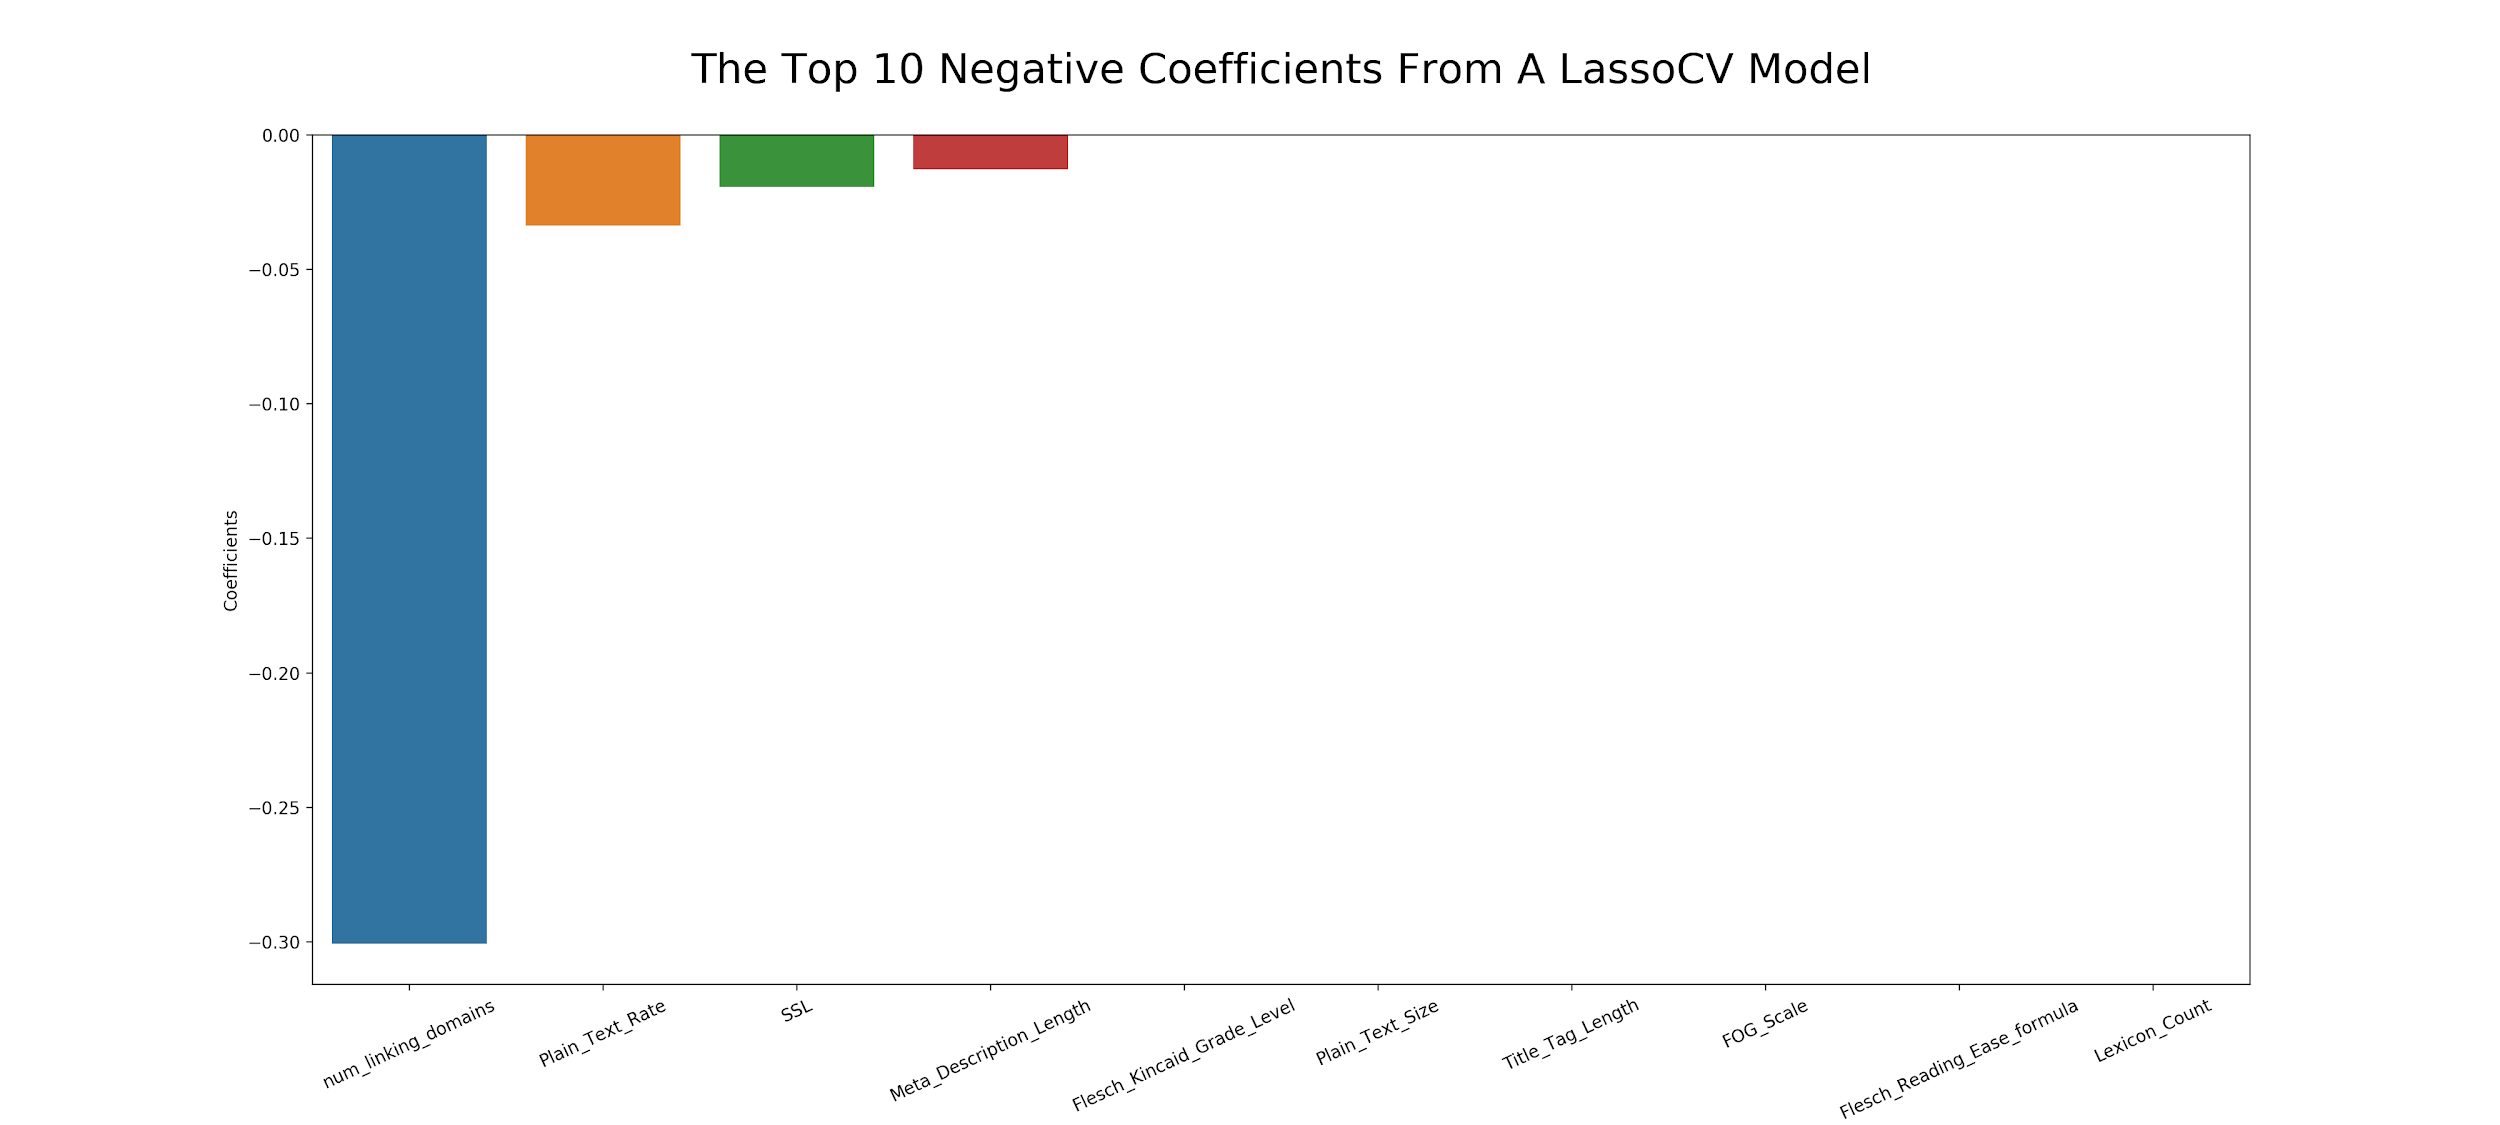 The Top 10 Negative Coefficients From A LassoCV Model
0.00
−0.05
−0.10
−0.15
−0.20
−0.25
−0.30
Coefficients
num_linking_domains
Plain_Text_Rate
SSL
Meta_Description_Length
Flesch_Kincaid_Grade_Level
Plain_Text_Size
Title_Tag_Length
FOG_Scale
Flesch_Reading_Ease_formula
Lexicon_Count